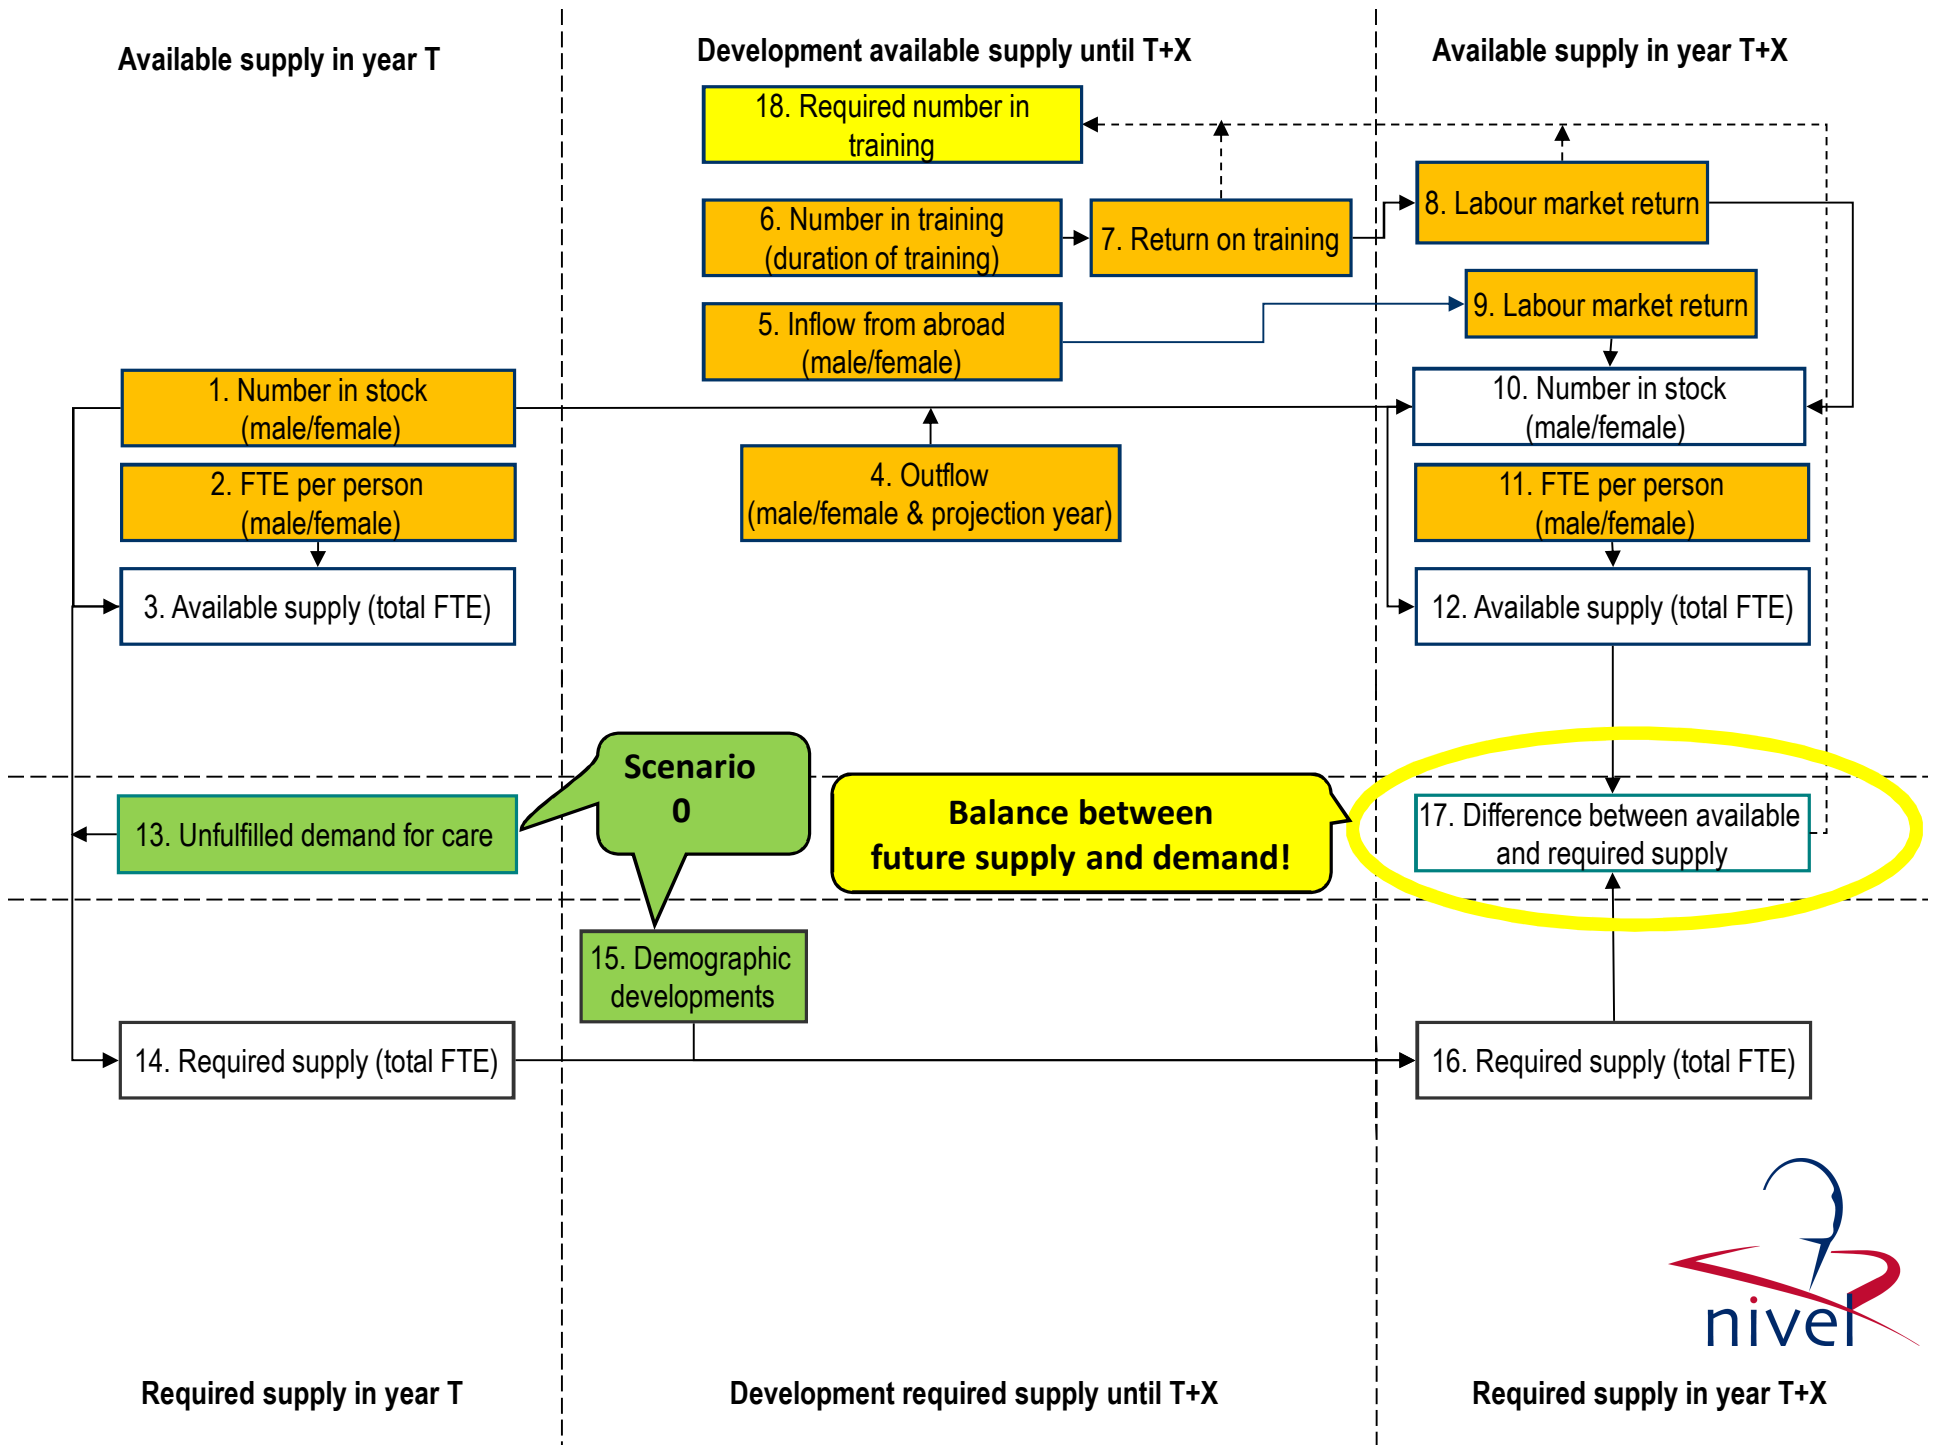 Available supply in year T
Development available supply until T+X
Available supply in year T+X
18. Required number in
training
6. Number in training
(duration of training)
7. Return on training
8. Labour market return
5. Inflow from abroad
(male/female)
9. Labour market return
1. Number in stock
(male/female)
10. Number in stock
(male/female)
2. FTE per person
(male/female)
4. Outflow
(male/female & projection year)
11. FTE per person
(male/female)
3. Available supply (total FTE)
12. Available supply (total FTE)
Scenario
0
13. Unfulfilled demand for care
Balance between
future supply and demand!
17. Difference between available
and required supply
15. Demographic
developments
14. Required supply (total FTE)
16. Required supply (total FTE)
nivel
Required supply in year T
Development required supply until T+X
Required supply in year T+X